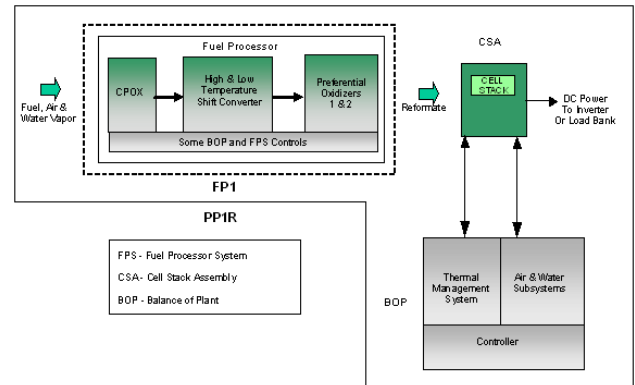 Fuel Processor
CPOX
High & Low
Temperature
Shift Converter
Preferential
Oxidizers
1 & 2
Some BOP and FPS Controls
Fuel, Air &
Water Vapor
FP1
Reformate
CSA
CELL
STACK
DC Power
To Inverter
Or Load Bank
PP1R
FPS - Fuel Processor System
CSA- Cell Stack Assembly
BOP - Balance of Plant
BOP
Thermal
Management
System
Air & Water
Subsystems
Controller